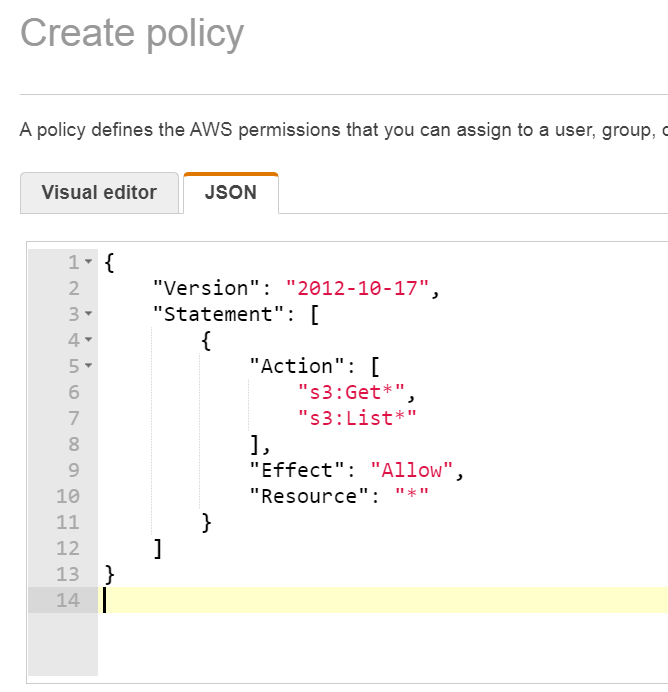 Create policy
A policy defines the AWS permissions that you can assign to a user, group,
Visual editor JSON
1 {
2     "Version": "2012-10-17",
3     "Statement": [
4         {
5             "Action": [
6                 "s3:Get*",
7                 "s3:List*"
8             ],
9             "Effect": "Allow",
10             "Resource": "*"
11         }
12     ]
13 }
14